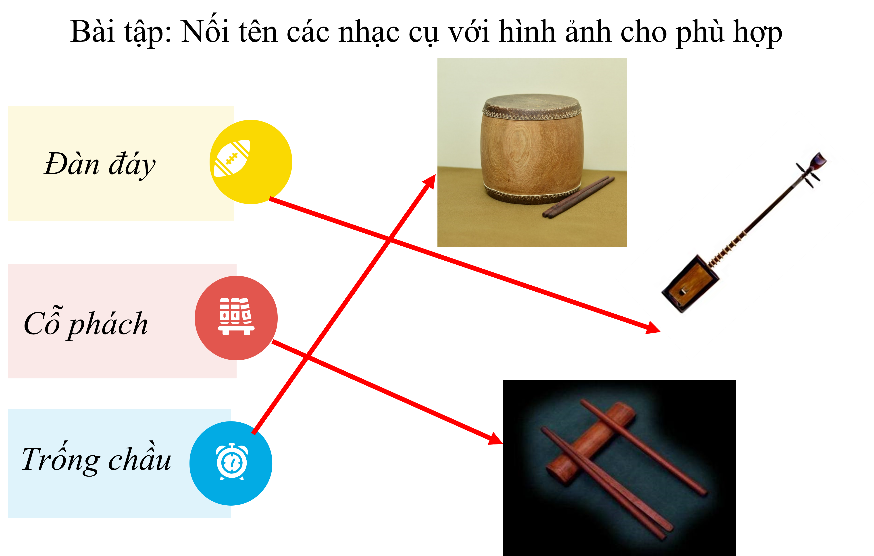 Bài tập: Nối tên các nhạc cụ với hình ảnh cho phù hợp
Đàn đáy
Cỗ phách
Trống chầu